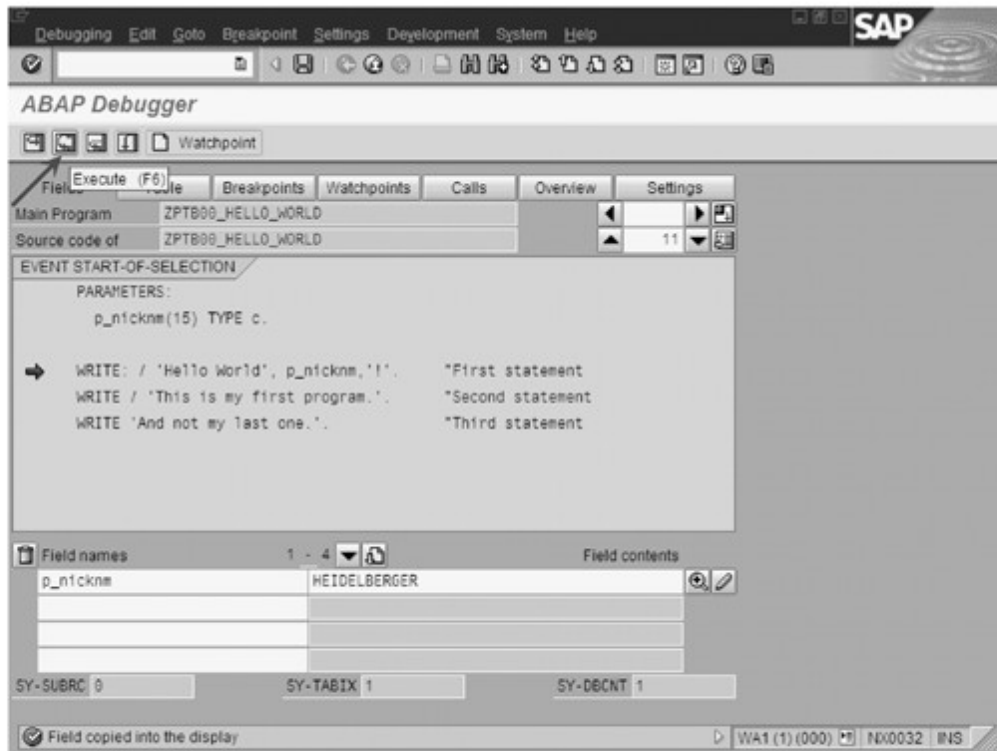 Debugging Edit Goto Breakpoint Settings Development System Help
SAP
ABAP Debugger
Watchpoint
Execute (F6)
Fields Table Breakpoints Watchpoints Calls Overview Settings
Main Program ZPTB00_HELLO_WORLD
Source code of ZPTB00_HELLO_WORLD 11
EVENT START-OF-SELECTION
PARAMETERS:
p_nicknm(15) TYPE c.
WRITE: / 'Hello World', p_nicknm,'!'. "First statement
WRITE / 'This is my first program.'. "Second statement
WRITE 'And not my last one.'. "Third statement
Field names 1 - 4 Field contents
p_nicknm HEIDELBERGER
SY-SUBRC 0 SY-TABIX 1 SY-DBCNT 1
Field copied into the display WA1 (1) (000) NX0032 INS